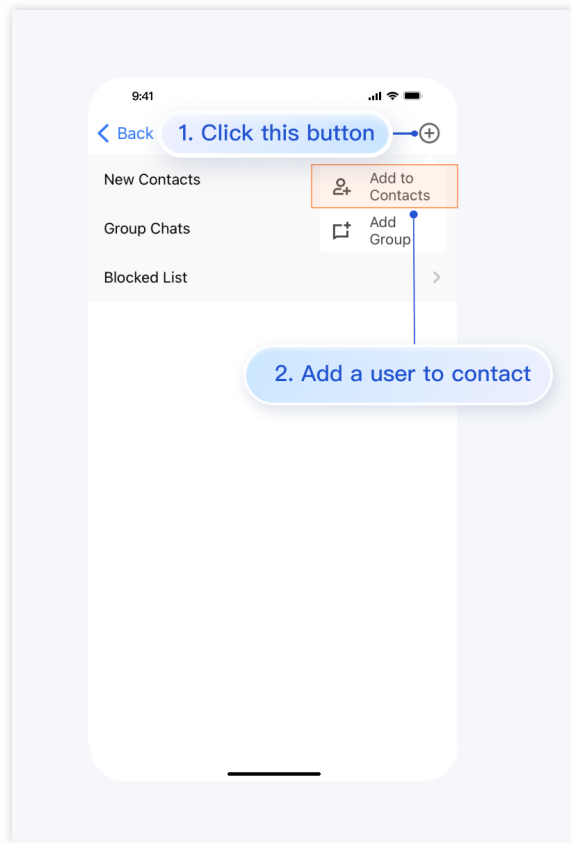 9:41
Back
1. Click this button
New Contacts
Add to
Contacts
Group Chats
Add
Group
Blocked List
2. Add a user to contact